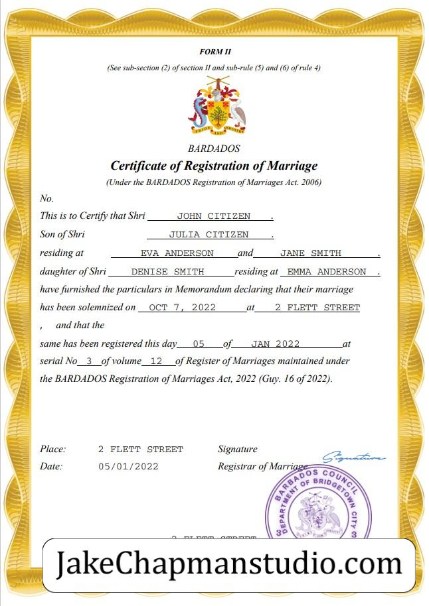 FORM II
(See sub-section (2) of section II and sub-rule (5) and (6) of rule 4)
BARBADOS
Certificate of Registration of Marriage
(Under the BARBADOS Registration of Marriages Act. 2006)
No.
This is to Certify that Shri JOHN CITIZEN .
Son of Shri JULIA CITIZEN .
residing at EVA ANDERSON and JANE SMITH .
daughter of Shri DENISE SMITH residing at EMMA ANDERSON .
have furnished the particulars in Memorandum declaring that their marriage
has been solemnized on OCT 7, 2022 at 2 FLETT STREET
, and that the
same has been registered this day 05 of JAN 2022 at
serial No 3 of volume 12 of Register of Marriages maintained under
the BARBADOS Registration of Marriages Act, 2022 (Guy. 16 of 2022).
Place: 2 FLETT STREET Signature Signature
Date: 05/01/2022 Registrar of Marriage
BARBADOS COUNCIL
DEPARTMENT OF BRIDGETOWN CITY
2 FLETT STREET
JakeChapmanstudio.com